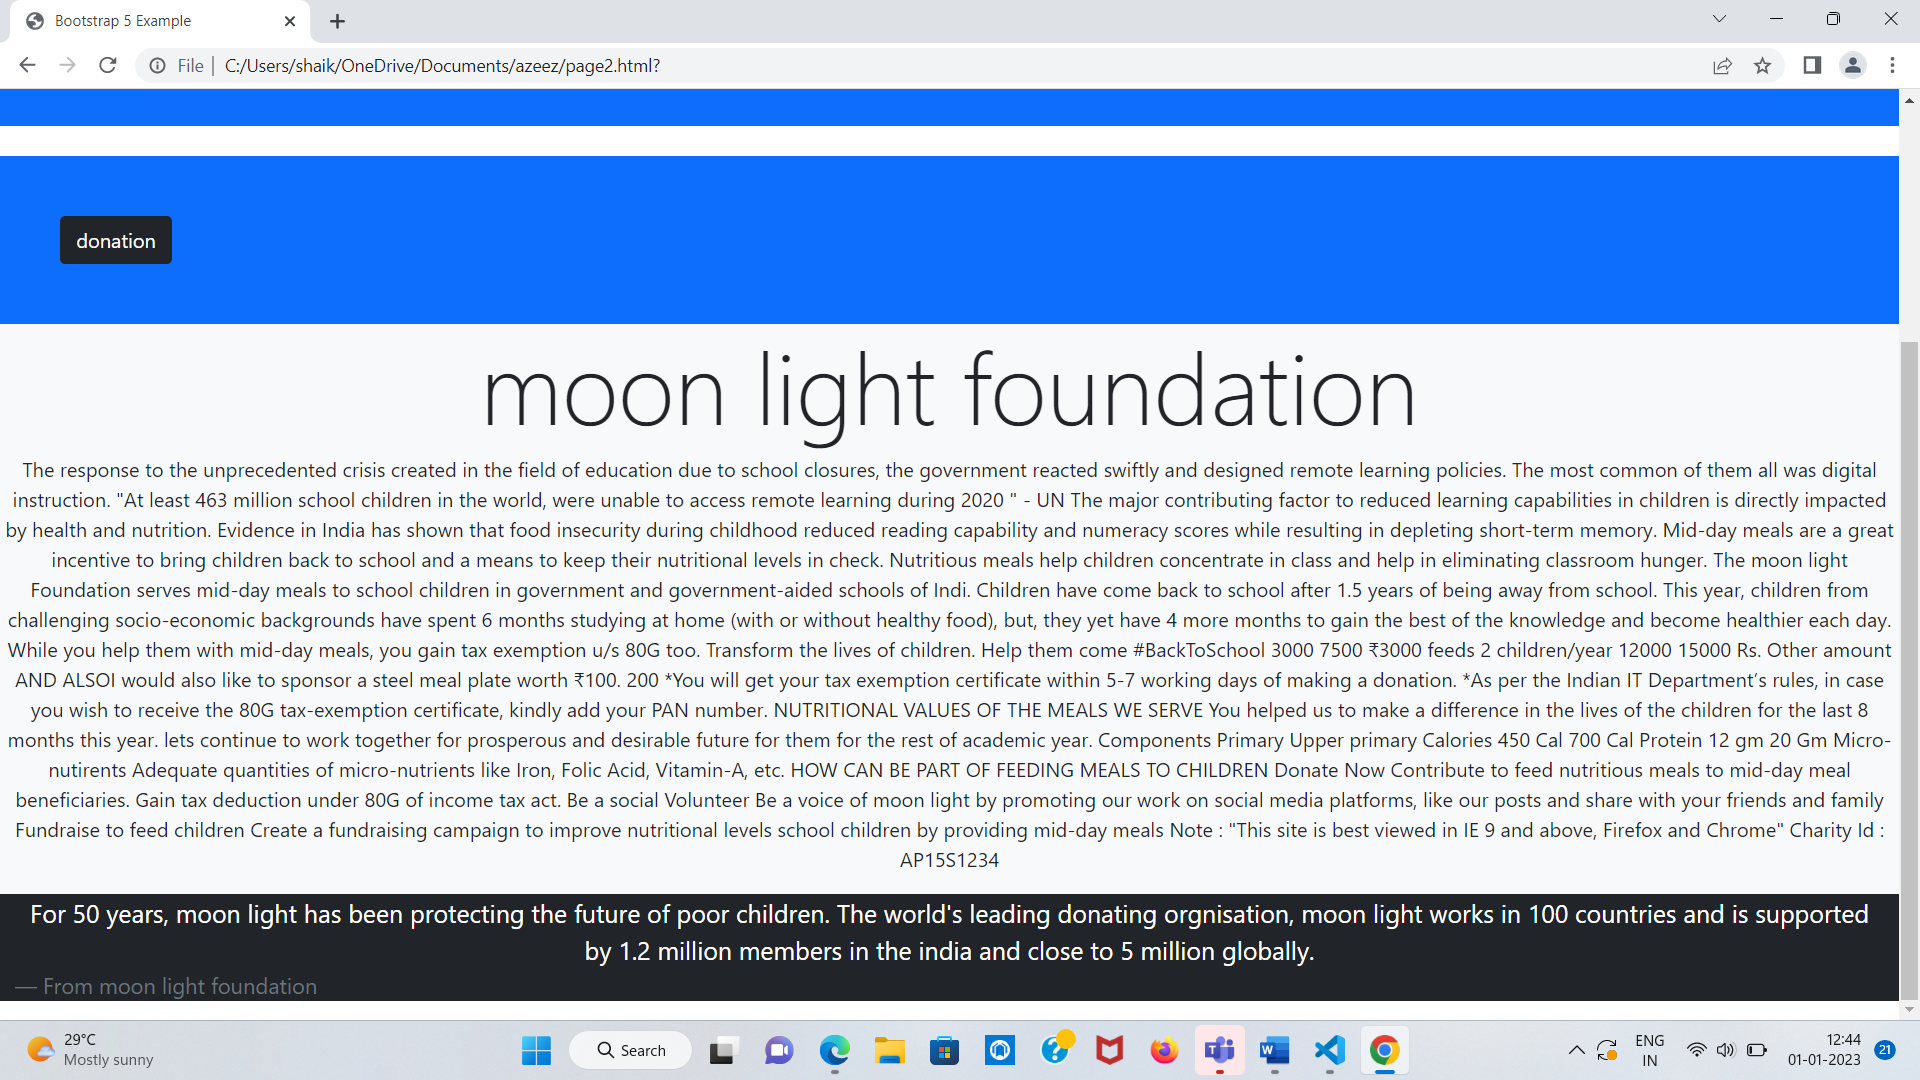 Bootstrap 5 Example
File
C:/Users/shaik/OneDrive/Documents/azeez/page2.html?
donation
moon light foundation
The response to the unprecedented crisis created in the field of education due to school closures, the government reacted swiftly and designed remote learning policies. The most common of them all was digital
instruction. "At least 463 million school children in the world, were unable to access remote learning during 2020 " - UN The major contributing factor to reduced learning capabilities in children is directly impacted
by health and nutrition. Evidence in India has shown that food insecurity during childhood reduced reading capability and numeracy scores while resulting in depleting short-term memory. Mid-day meals are a great
incentive to bring children back to school and a means to keep their nutritional levels in check. Nutritious meals help children concentrate in class and help in eliminating classroom hunger. The moon light
Foundation serves mid-day meals to school children in government and government-aided schools of Indi. Children have come back to school after 1.5 years of being away from school. This year, children from
challenging socio-economic backgrounds have spent 6 months studying at home (with or without healthy food), but, they yet have 4 more months to gain the best of the knowledge and become healthier each day.
While you help them with mid-day meals, you gain tax exemption u/s 80G too. Transform the lives of children. Help them come #BackToSchool 3000 7500 ₹3000 feeds 2 children/year 12000 15000 Rs. Other amount
AND ALSOI would also like to sponsor a steel meal plate worth ₹100. 200 *You will get your tax exemption certificate within 5-7 working days of making a donation. *As per the Indian IT Department’s rules, in case
you wish to receive the 80G tax-exemption certificate, kindly add your PAN number. NUTRITIONAL VALUES OF THE MEALS WE SERVE You helped us to make a difference in the lives of the children for the last 8
months this year. lets continue to work together for prosperous and desirable future for them for the rest of academic year. Components Primary Upper primary Calories 450 Cal 700 Cal Protein 12 gm 20 Gm Micro-
nutirents Adequate quantities of micro-nutrients like Iron, Folic Acid, Vitamin-A, etc. HOW CAN BE PART OF FEEDING MEALS TO CHILDREN Donate Now Contribute to feed nutritious meals to mid-day meal
beneficiaries. Gain tax deduction under 80G of income tax act. Be a social Volunteer Be a voice of moon light by promoting our work on social media platforms, like our posts and share with your friends and family
Fundraise to feed children Create a fundraising campaign to improve nutritional levels school children by providing mid-day meals Note : "This site is best viewed in IE 9 and above, Firefox and Chrome" Charity Id :
AP15S1234
For 50 years, moon light has been protecting the future of poor children. The world's leading donating orgnisation, moon light works in 100 countries and is supported
by 1.2 million members in the india and close to 5 million globally.
— From moon light foundation
29°C
Mostly sunny
Search
ENG
IN
12:44
01-01-2023
21